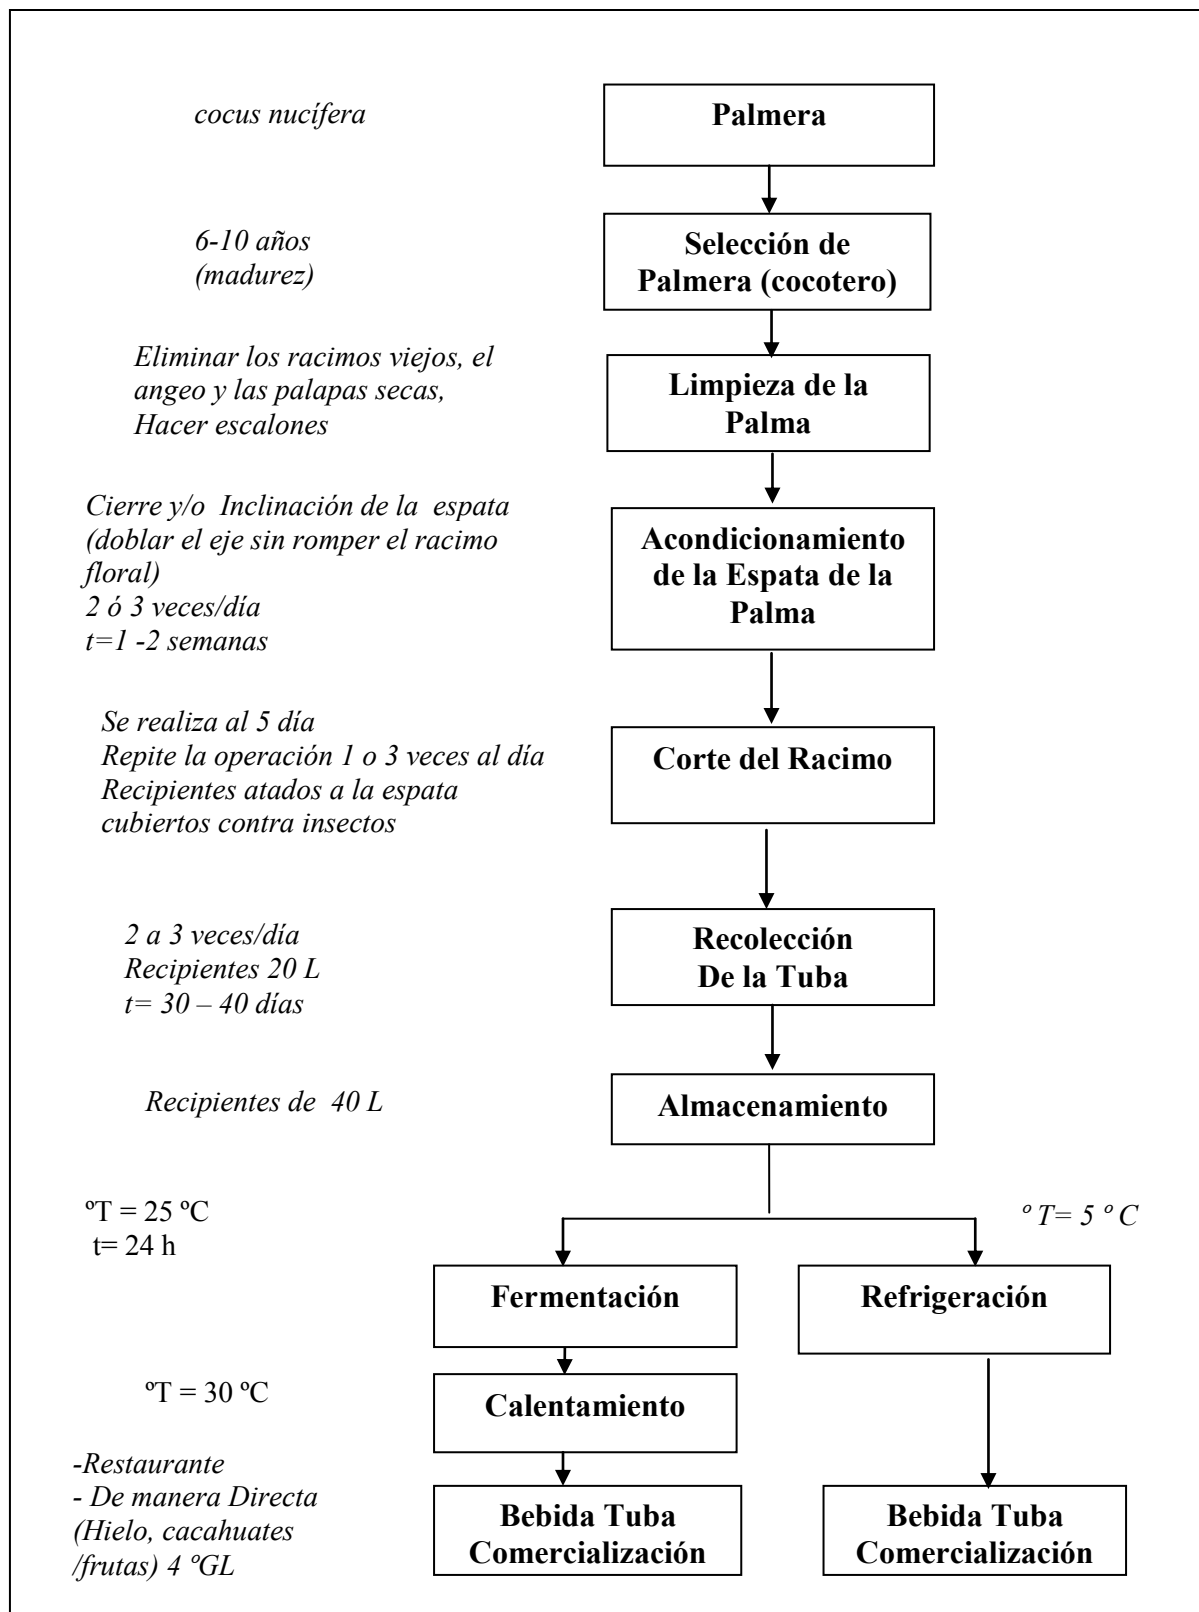 cocus nucífera
Palmera
6-10 años
(madurez)
Selección de
Palmera (cocotero)
Eliminar los racimos viejos, el
angeo y las palapas secas,
Hacer escalones
Limpieza de la
Palma
Cierre y/o  Inclinación de la  espata
(doblar el eje sin romper el racimo
floral)
2 ó 3 veces/día
t=1 -2 semanas
Acondicionamiento
de la Espata de la
Palma
Se realiza al 5 día
Repite la operación 1 o 3 veces al día
Recipientes atados a la espata
cubiertos contra insectos
Corte del Racimo
2 a 3 veces/día
Recipientes 20 L
t= 30 – 40 días
Recolección
De la Tuba
Recipientes de  40 L
Almacenamiento
ºT = 25 ºC
t= 24 h
º T= 5 º C
Fermentación
Refrigeración
ºT = 30 ºC
Calentamiento
-Restaurante
- De manera Directa
(Hielo, cacahuates
/frutas) 4 ºGL
Bebida Tuba
Comercialización
Bebida Tuba
Comercialización